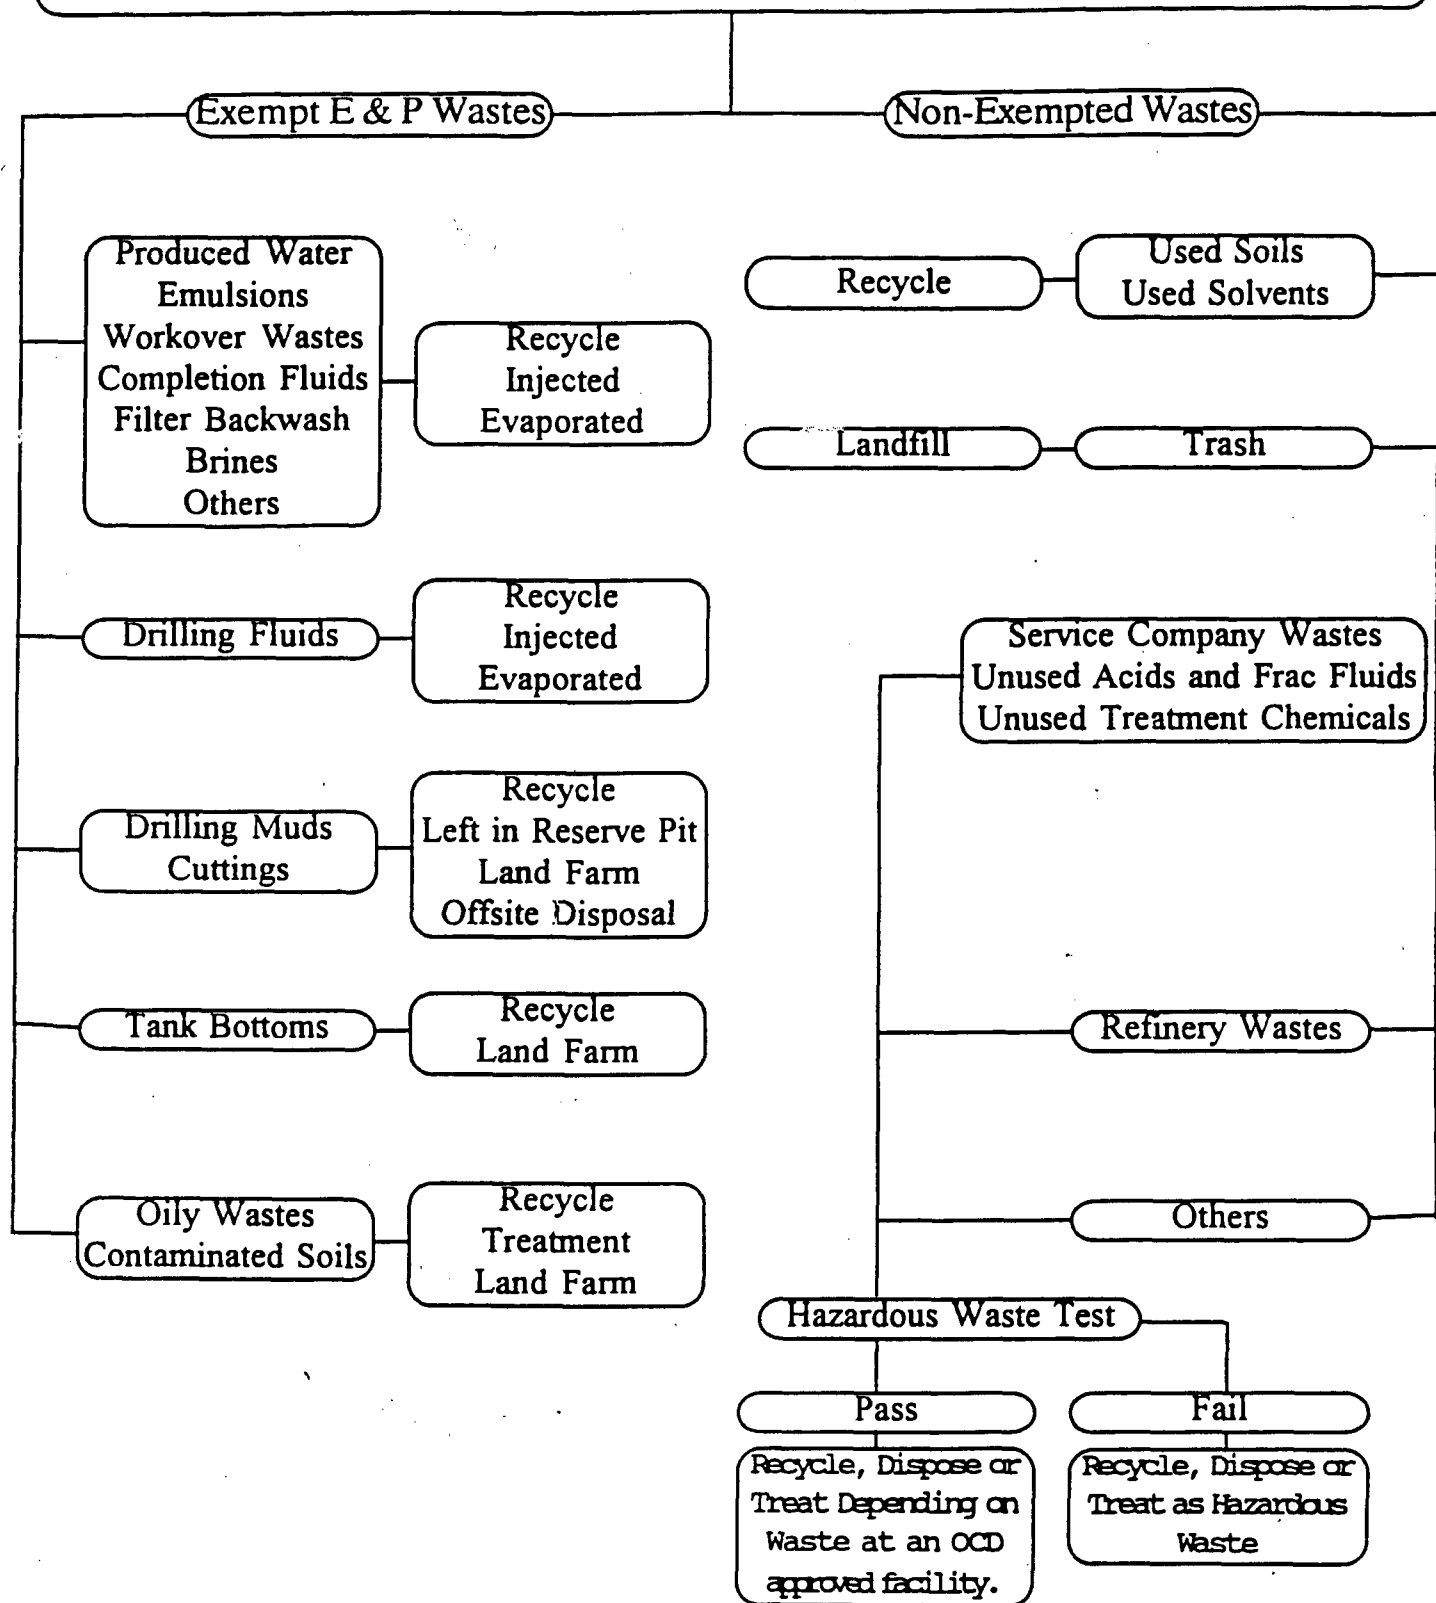 Exempt E & P Wastes
Non-Exempted Wastes
Produced Water
Emulsions
Workover Wastes
Completion Fluids
Filter Backwash
Brines
Others
Recycle
Injected
Evaporated
Recycle
Used Soils
Used Solvents
Landfill
Trash
Drilling Fluids
Recycle
Injected
Evaporated
Service Company Wastes
Unused Acids and Frac Fluids
Unused Treatment Chemicals
Drilling Muds
Cuttings
Recycle
Left in Reserve Pit
Land Farm
Offsite Disposal
Tank Bottoms
Recycle
Land Farm
Refinery Wastes
Oily Wastes
Contaminated Soils
Recycle
Treatment
Land Farm
Others
Hazardous Waste Test
Pass
Fail
Recycle, Dispose or
Treat Depending on
Waste at an OCD
approved facility.
Recycle, Dispose or
Treat as Hazardous
Waste